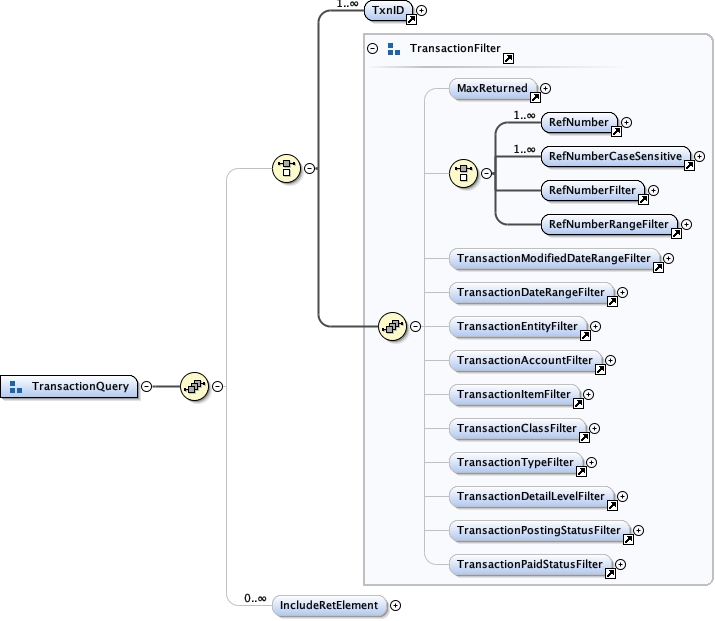 1..∞
TxnID
TransactionFilter
MaxReturned
1..∞
RefNumber
1..∞
RefNumberCaseSensitive
RefNumberFilter
RefNumberRangeFilter
TransactionModifiedDateRangeFilter
TransactionDateRangeFilter
TransactionEntityFilter
TransactionAccountFilter
TransactionQuery
TransactionItemFilter
TransactionClassFilter
TransactionTypeFilter
TransactionDetailLevelFilter
TransactionPostingStatusFilter
TransactionPaidStatusFilter
0..∞
IncludeRetElement